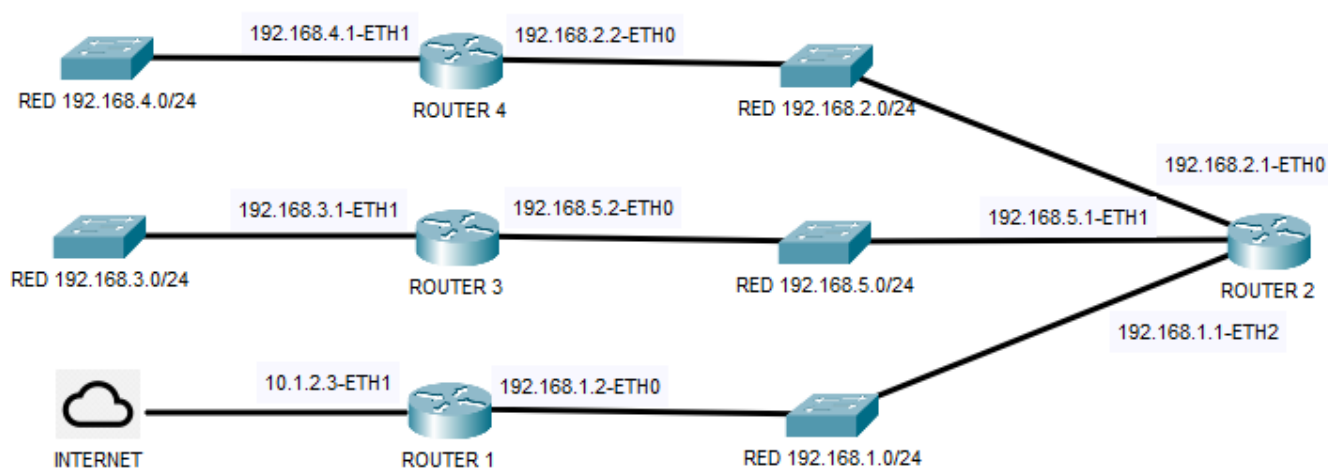 192.168.4.1-ETH1
192.168.2.2-ETH0
RED 192.168.4.0/24
ROUTER 4
RED 192.168.2.0/24
192.168.2.1-ETH0
192.168.3.1-ETH1
192.168.5.2-ETH0
192.168.5.1-ETH1
RED 192.168.3.0/24
ROUTER 3
RED 192.168.5.0/24
ROUTER 2
192.168.1.1-ETH2
10.1.2.3-ETH1
192.168.1.2-ETH0
INTERNET
ROUTER 1
RED 192.168.1.0/24